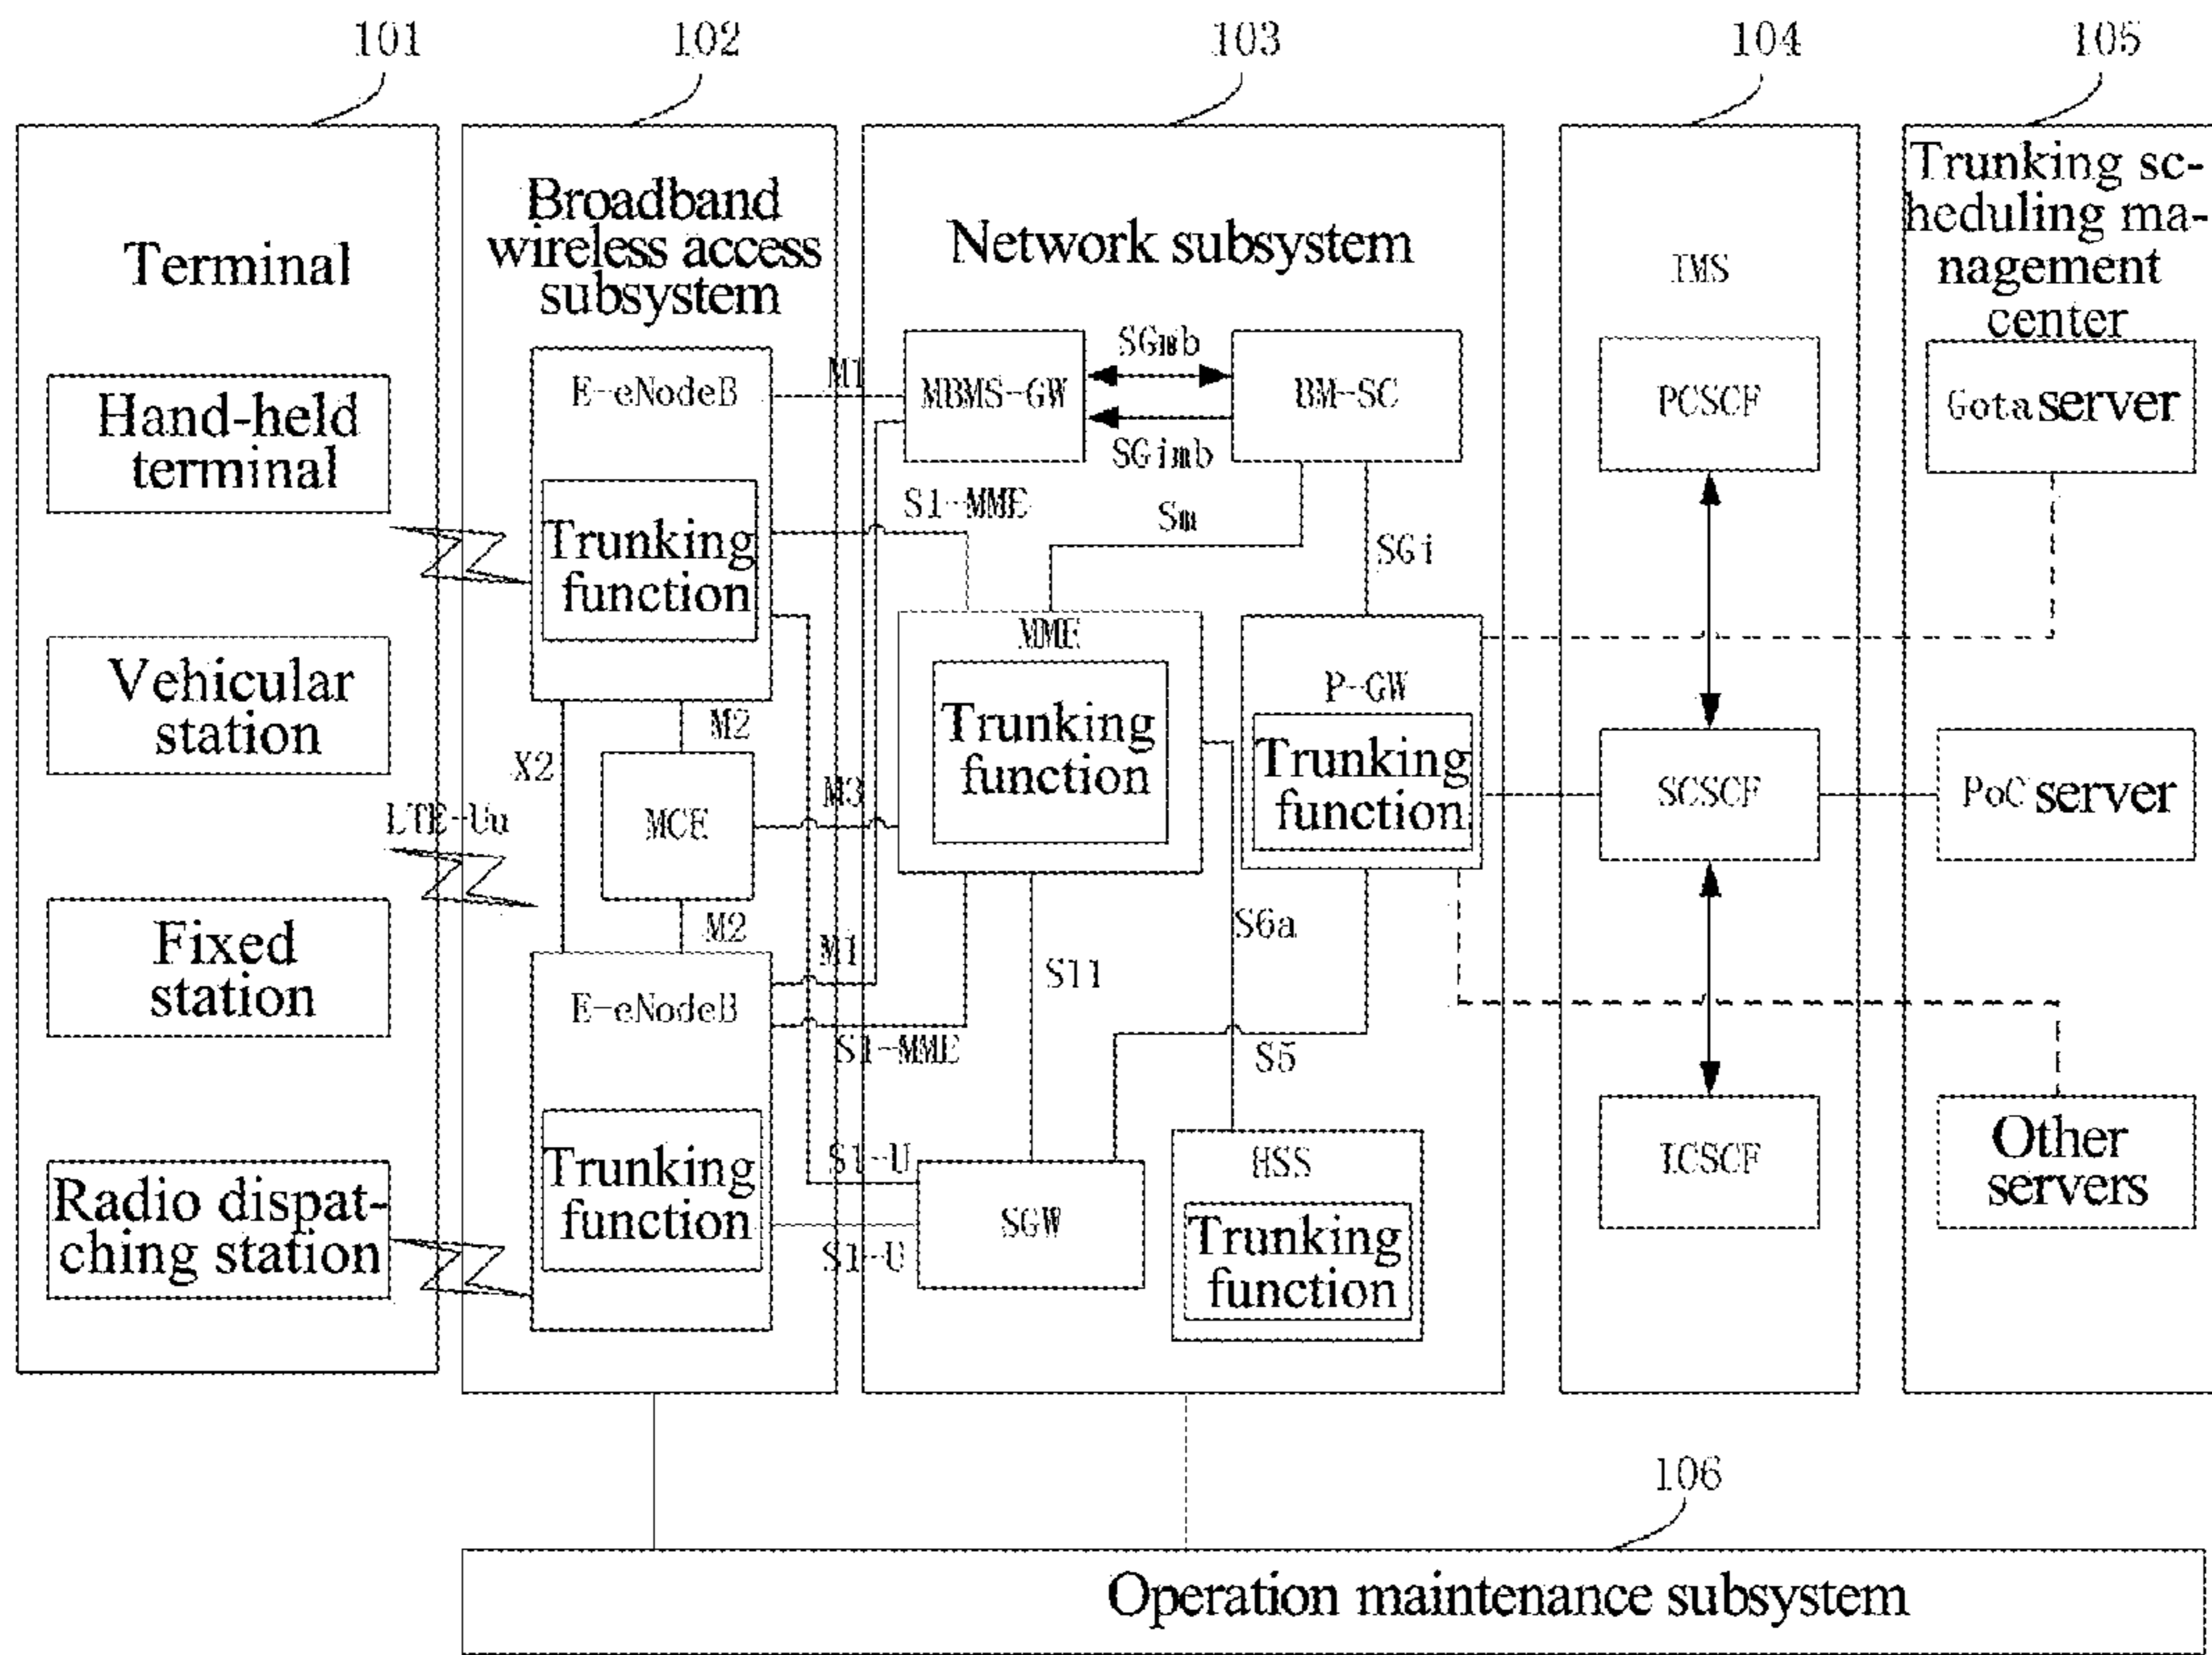 101
102
103
104
105
Terminal
Hand-held
terminal
Vehicular
station
Fixed
station
Radio dispat-
ching station
LTE-Uu
Broadband
wireless access
subsystem
E-eNodeB
Trunking
function
X2
M2
MCE
M2
E-eNodeB
Trunking
function
M1
S1-MME
M3
M1
S1-MME
S1-U
S1-U
Network subsystem
MBMS-GW
SGmb
SGimb
BM-SC
Sm
SGi
MME
Trunking
function
P-GW
Trunking
function
S11
S6a
S5
SGW
HSS
Trunking
function
IMS
PCSCF
SCSCF
ICSCF
Trunking sc-
heduling ma-
nagement
center
Gota server
PoC server
Other
servers
106
Operation maintenance subsystem